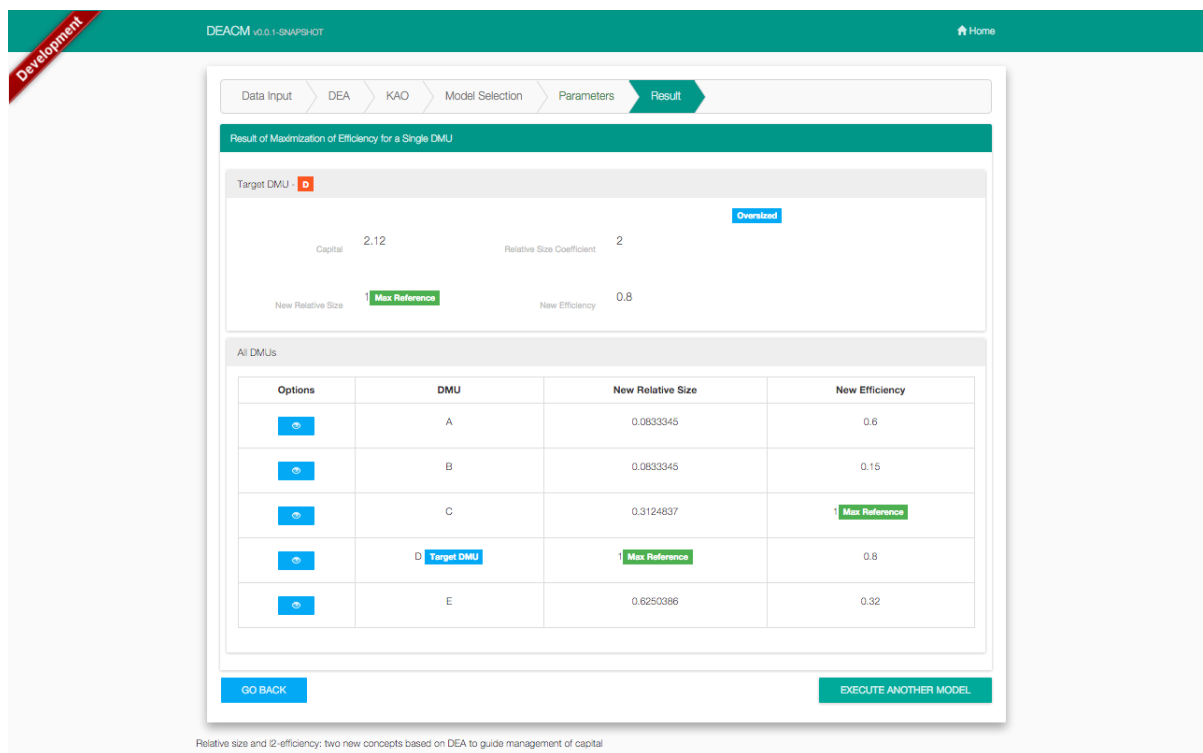 Development
DEACM v0.0.1-SNAPSHOT Home
Data Input DEA KAO Model Selection Parameters Result
Result of Maximization of Efficiency for a Single DMU
Target DMU - D
Oversized
Capital 2.12 Relative Size Coefficient 2
New Relative Size 1 Max Reference New Efficiency 0.8
All DMUs
Options DMU New Relative Size New Efficiency
A 0.0833345 0.6
B 0.0833345 0.15
C 0.3124837 1 Max Reference
D Target DMU 1 Max Reference 0.8
E 0.6250386 0.32
GO BACK EXECUTE ANOTHER MODEL
Relative size and I2-efficiency: two new concepts based on DEA to guide management of capital